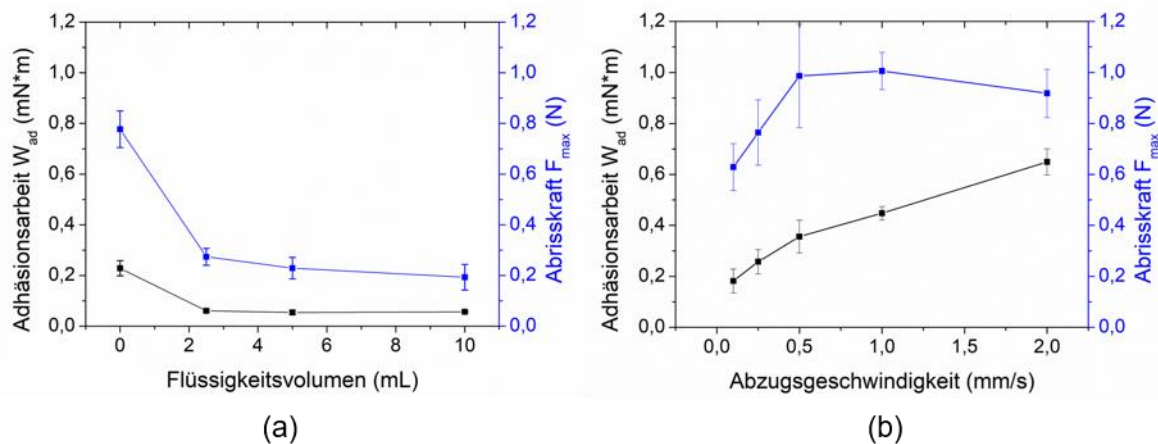 1,2
1,0
0,8
0,6
0,4
0,2
0,0
Adhäsionsarbeit W_ad (mN*m)
0 2 4 6 8 10
Flüssigkeitsvolumen (mL)
1,2
1,0
0,8
0,6
0,4
0,2
0,0
Abrisskraft F_max (N)
(a)
1,2
1,0
0,8
0,6
0,4
0,2
0,0
Adhäsionsarbeit W_ad (mN*m)
0,0 0,5 1,0 1,5 2,0
Abzugsgeschwindigkeit (mm/s)
1,2
1,0
0,8
0,6
0,4
0,2
0,0
Abrisskraft F_max (N)
(b)